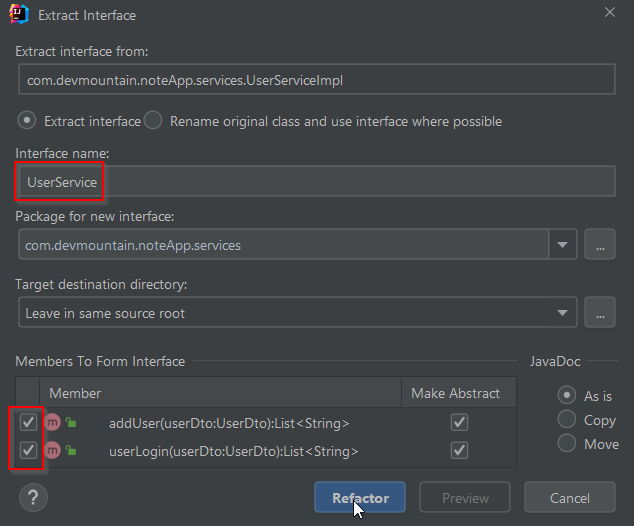 Extract Interface
Extract interface from:
com.devmountain.noteApp.services.UserServiceImpl
Extract interface Rename original class and use interface where possible
Interface name:
UserService
Package for new interface:
com.devmountain.noteApp.services
...
Target destination directory:
Leave in same source root
...
Members To Form Interface JavaDoc
Member Make Abstract
As is
addUser(userDto:UserDto):List<String>
Copy
userLogin(userDto:UserDto):List<String>
Move
? Refactor Preview Cancel